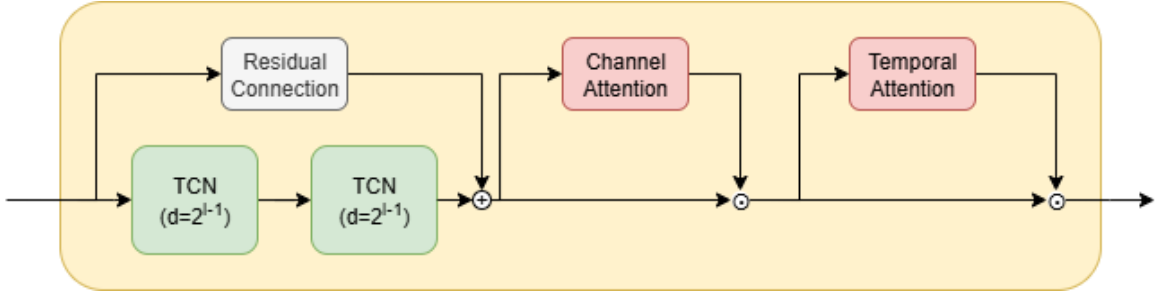 Residual
Connection
Channel
Attention
Temporal
Attention
TCN
(d=2^{l-1})
TCN
(d=2^{l-1})